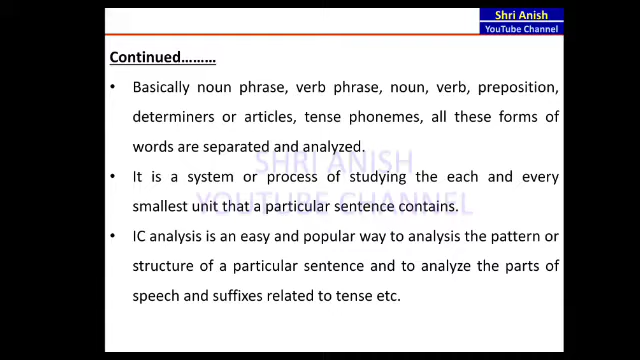 Shri Anish
YouTube Channel
Continued………
• Basically noun phrase, verb phrase, noun, verb, preposition,
determiners or articles, tense phonemes, all these forms of
words are separated and analyzed.
SHRI ANISH
• It is a system or process of studying the each and every
YOUTUBE CHANNEL
smallest unit that a particular sentence contains.
• IC analysis is an easy and popular way to analysis the pattern or
structure of a particular sentence and to analyze the parts of
speech and suffixes related to tense etc.